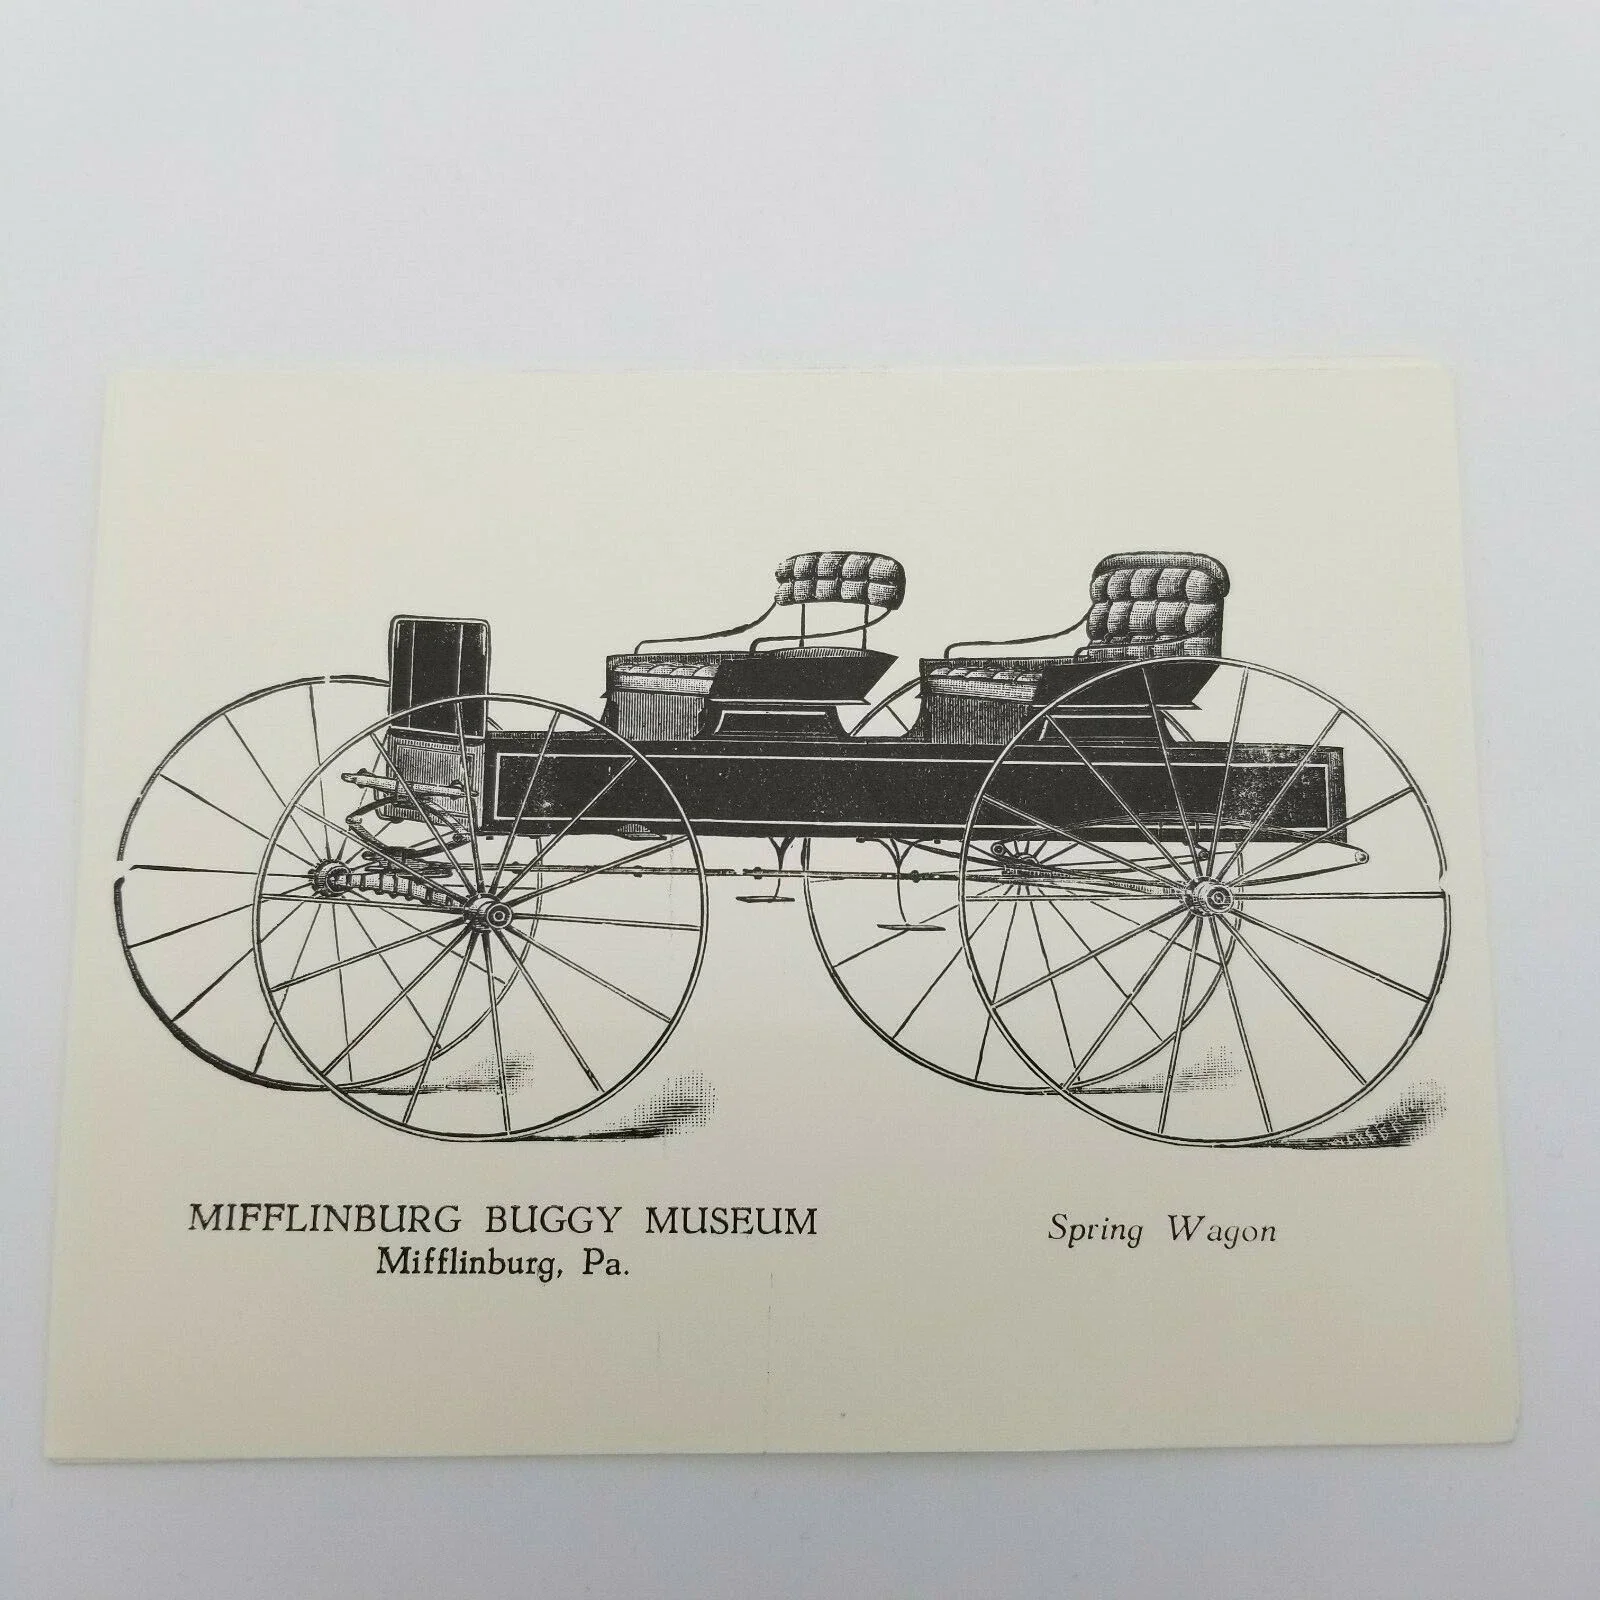 MIFFLINBURG BUGGY MUSEUM
Mifflinburg, Pa.
Spring Wagon